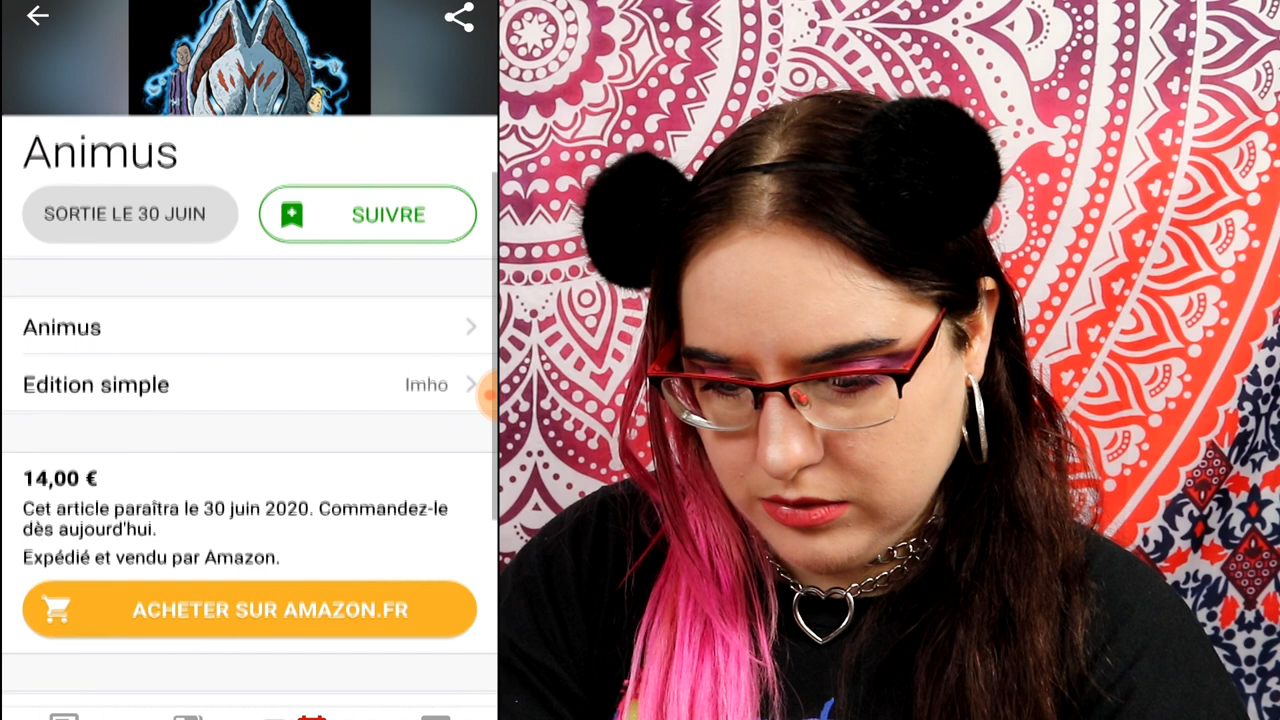 Animus
SORTIE LE 30 JUIN
SUIVRE
Animus
Edition simple
Imho
14,00 €
Cet article paraîtra le 30 juin 2020. Commandez-le
dès aujourd'hui.
Expédié et vendu par Amazon.
ACHETER SUR AMAZON.FR